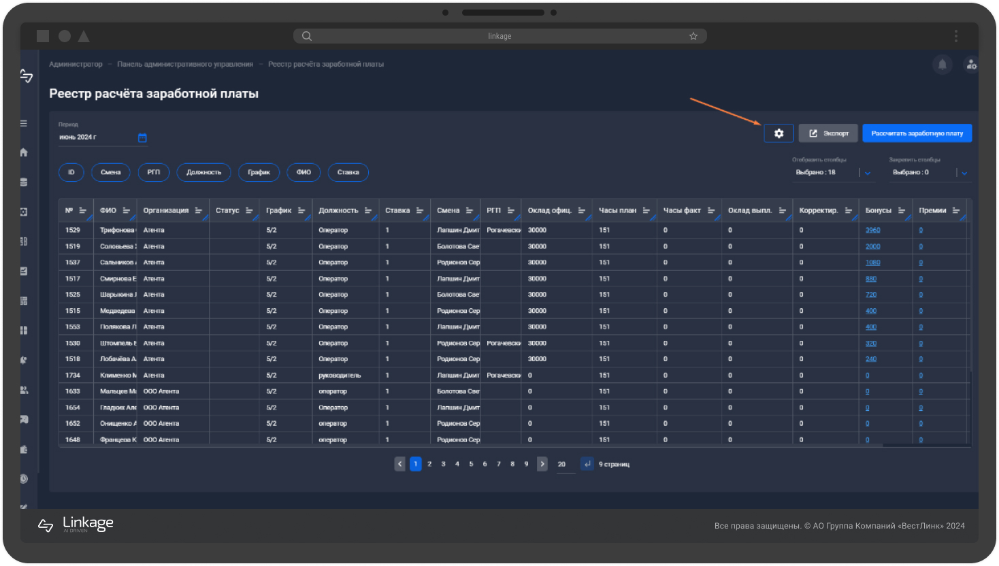 linkage
Администратор – Панель административного управления – Реестр расчёта заработной платы
Реестр расчёта заработной платы
Период
июнь 2024 г
Экспорт
Рассчитать заработную плату
Отобразить столбцы
Выбрано : 18
Закрепить столбцы
Выбрано : 0
ID Смена РГП Должность График ФИО Ставка
№ ФИО Организация Статус График Должность Ставка Смена РГП Оклад офиц. Часы план Часы факт Оклад выпл. Корректир. Бонусы Премии
1529 Трифонова Атента 5/2 Оператор 1 Лапшин Дмит Рогачевски 30000 151 0 0 0 3960 0
1519 Соловьева Атента 5/2 Оператор 1 Болотова Све 30000 151 0 0 0 2000 0
1537 Сальников Атента 5/2 Оператор 1 Родионов Сер 30000 151 0 0 0 1080 0
1517 Смирнова Е Атента 5/2 Оператор 1 Лапшин Дмит 30000 151 0 0 0 880 0
1525 Шарыкина Атента 5/2 Оператор 1 Болотова Све 30000 151 0 0 0 720 0
1515 Медведева Атента 5/2 Оператор 1 Родионов Сер 30000 151 0 0 0 400 0
1553 Полякова Л Атента 5/2 Оператор 1 Лапшин Дмит 30000 151 0 0 0 400 0
1530 Штомпель Атента 5/2 Оператор 1 Родионов Сер Рогачевски 30000 151 0 0 0 320 0
1518 Лобачёва А Атента 5/2 Оператор 1 Родионов Сер 30000 151 0 0 0 240 0
1734 Клименко Атента 5/2 руководитель 1 Лапшин Дмит Рогачевски 0 151 0 0 0 0 0
1633 Мальцев Ма ООО Атента 5/2 оператор 1 Болотова Све 0 151 0 0 0 0 0
1654 Гладких Але ООО Атента 5/2 Оператор 1 Лапшин Дмит 0 151 0 0 0 0 0
1652 Онищенко ООО Атента 5/2 оператор 1 Родионов Сер 0 151 0 0 0 0 0
1648 Францева К ООО Атента 5/2 оператор 1 Родионов Сер 0 151 0 0 0 0 0
1 2 3 4 5 6 7 8 9 20 9 страниц
Linkage
AI DRIVEN
Все права защищены. © АО Группа Компаний «ВестЛинк» 2024